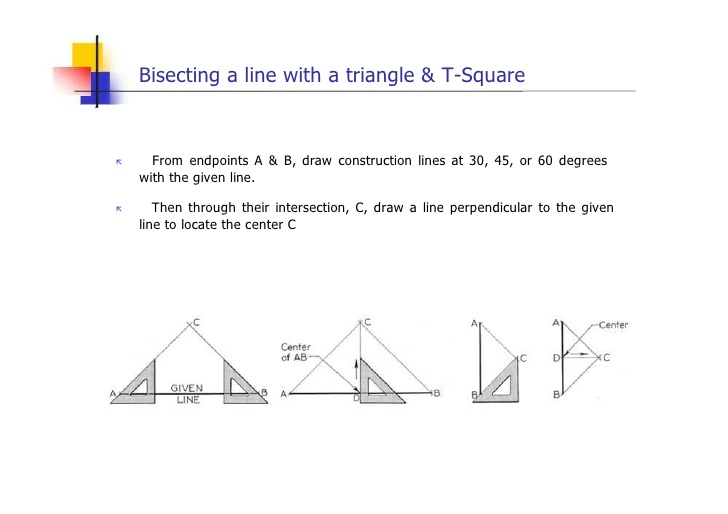 Bisecting a line with a triangle & T-Square
From endpoints A & B, draw construction lines at 30, 45, or 60 degrees
with the given line.
Then through their intersection, C, draw a line perpendicular to the given
line to locate the center C
C
A
GIVEN
LINE
B
C
Center
of AB
A
D
B
A
C
B
A
Center
D
C
B